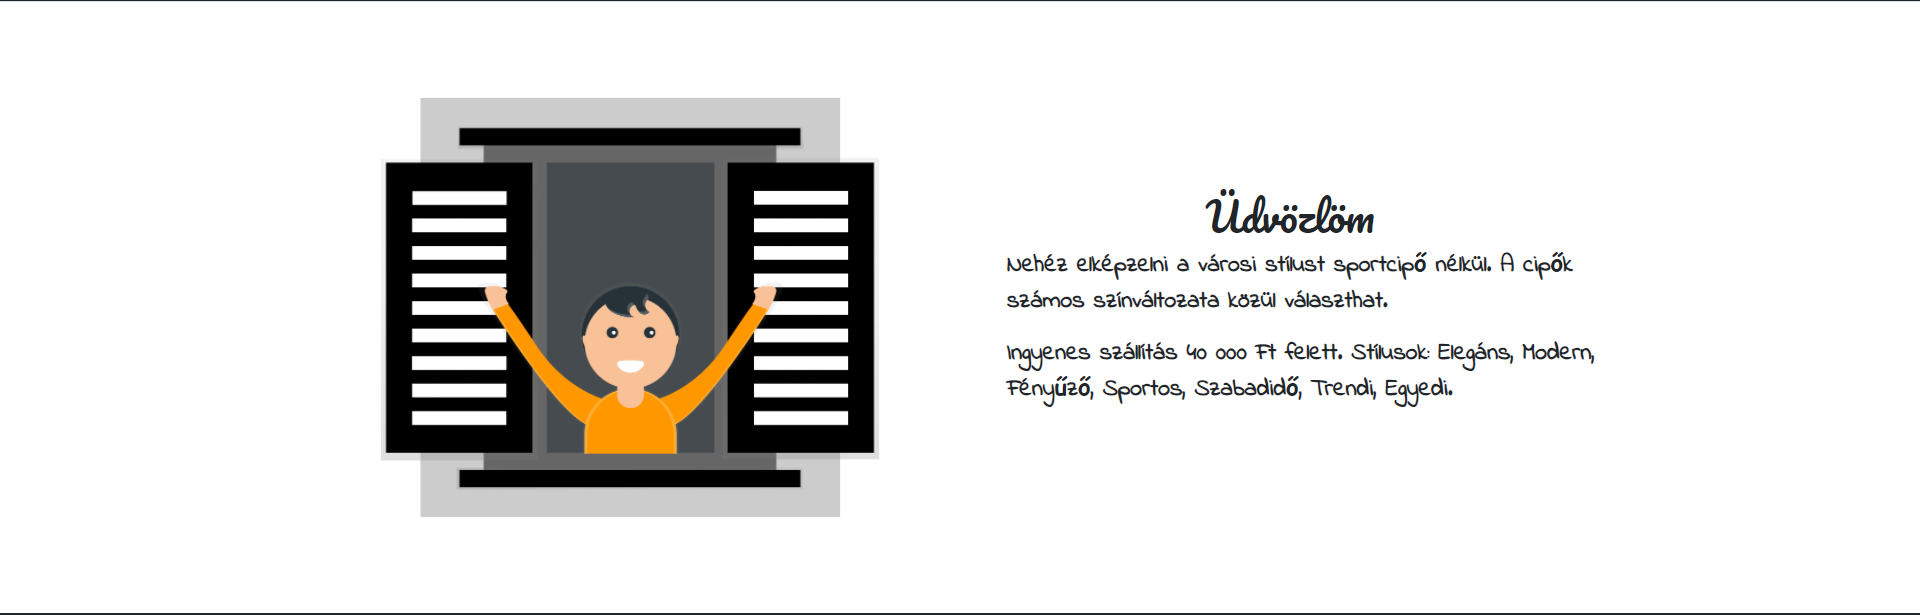 Üdvözlöm
Nehéz elképzelni a városi stílust sportcipő nélkül. A cipők
számos színváltozata közül választhat.
Ingyenes szállítás 40 000 Ft felett. Stílusok: Elegáns, Modern,
Fényűző, Sportos, Szabadidő, Trendi, Egyedi.